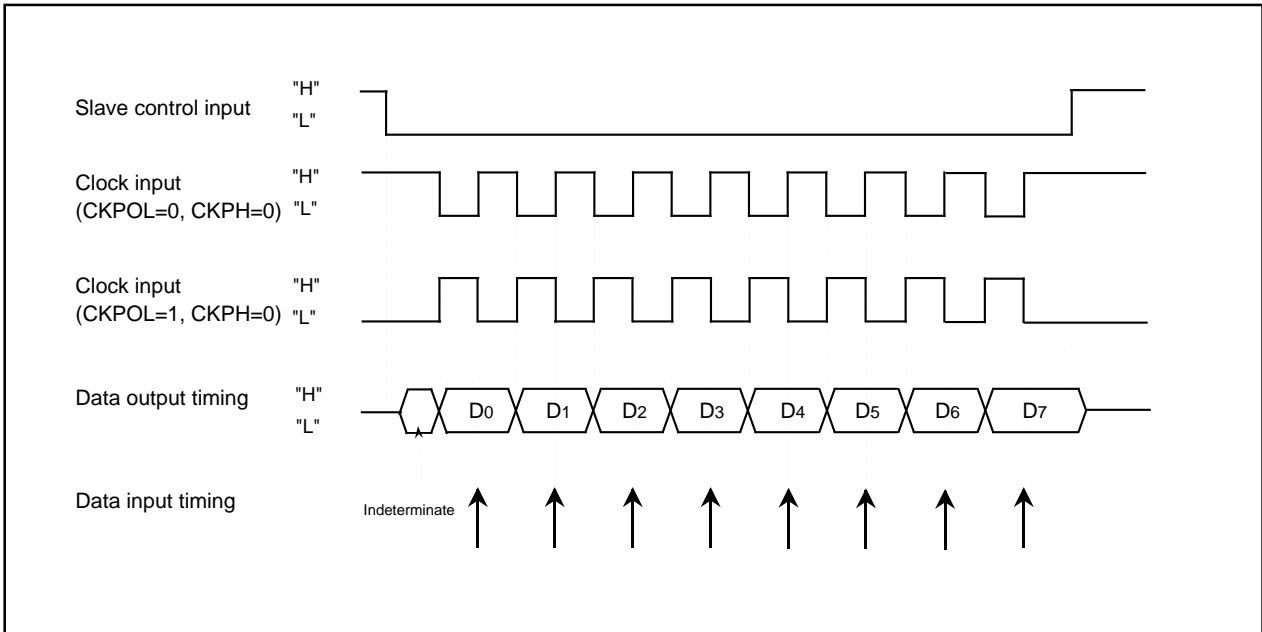 Slave control input
"H"
"L"
Clock input
(CKPOL=0, CKPH=0)
"H"
"L"
Clock input
(CKPOL=1, CKPH=0)
"H"
"L"
Data output timing
"H"
"L"
D0 D1 D2 D3 D4 D5 D6 D7
Data input timing
Indeterminate